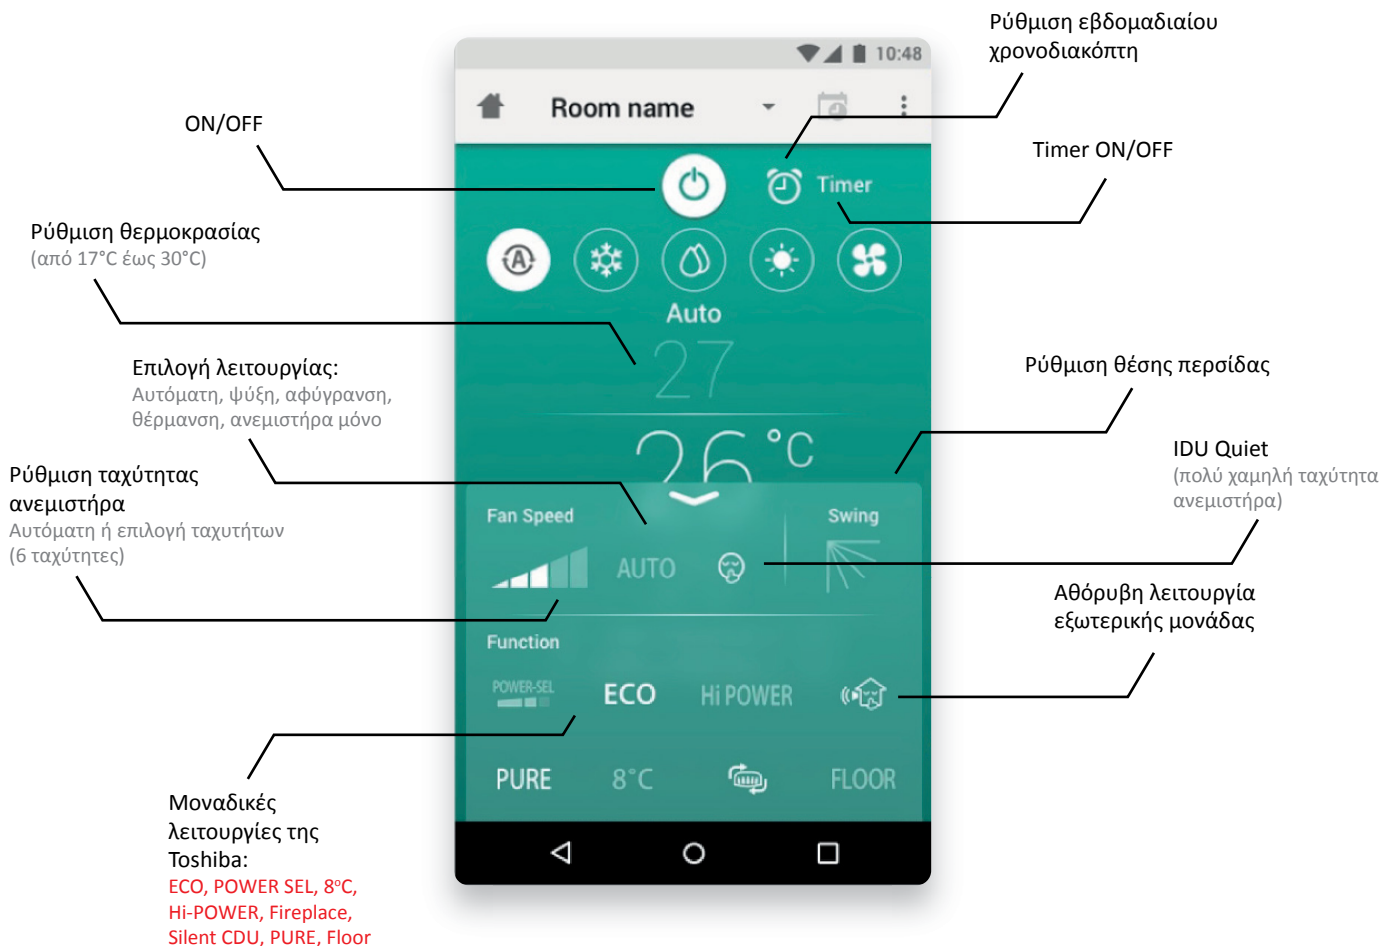 Ρύθμιση εβδομαδιαίου
χρονοδιακόπτη
10:48
Room name
ON/OFF
Timer ON/OFF
Timer
Ρύθμιση θερμοκρασίας
(από 17°C έως 30°C)
A
Auto
27
Επιλογή λειτουργίας:
Αυτόματη, ψύξη, αφύγρανση,
θέρμανση, ανεμιστήρα μόνο
Ρύθμιση θέσης περσίδας
26°C
IDU Quiet
(πολύ χαμηλή ταχύτητα
ανεμιστήρα)
Ρύθμιση ταχύτητας
ανεμιστήρα
Αυτόματη ή επιλογή ταχυτήτων
(6 ταχύτητες)
Fan Speed
Swing
AUTO
Αθόρυβη λειτουργία
εξωτερικής μονάδας
Function
POWER-SEL
ECO
Hi POWER
PURE
8°C
FLOOR
Μοναδικές
λειτουργίες της
Toshiba:
ECO, POWER SEL, 8°C,
Hi-POWER, Fireplace,
Silent CDU, PURE, Floor